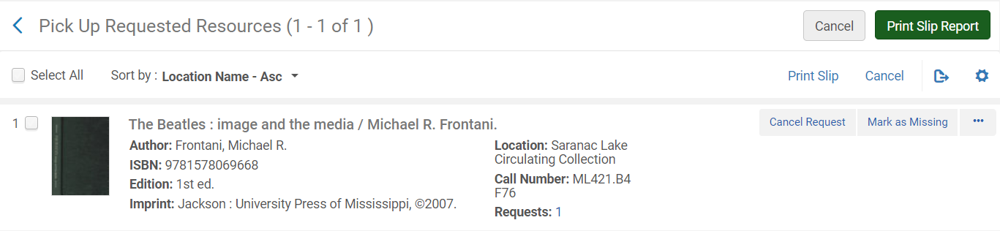 Pick Up Requested Resources (1 - 1 of 1 )
Cancel
Print Slip Report
Select All
Sort by : Location Name - Asc
Print Slip
Cancel
1
The Beatles : image and the media / Michael R. Frontani.
Author: Frontani, Michael R.
ISBN: 9781578069668
Edition: 1st ed.
Imprint: Jackson : University Press of Mississippi, ©2007.
Location: Saranac Lake
Circulating Collection
Call Number: ML421.B4
F76
Requests: 1
Cancel Request
Mark as Missing